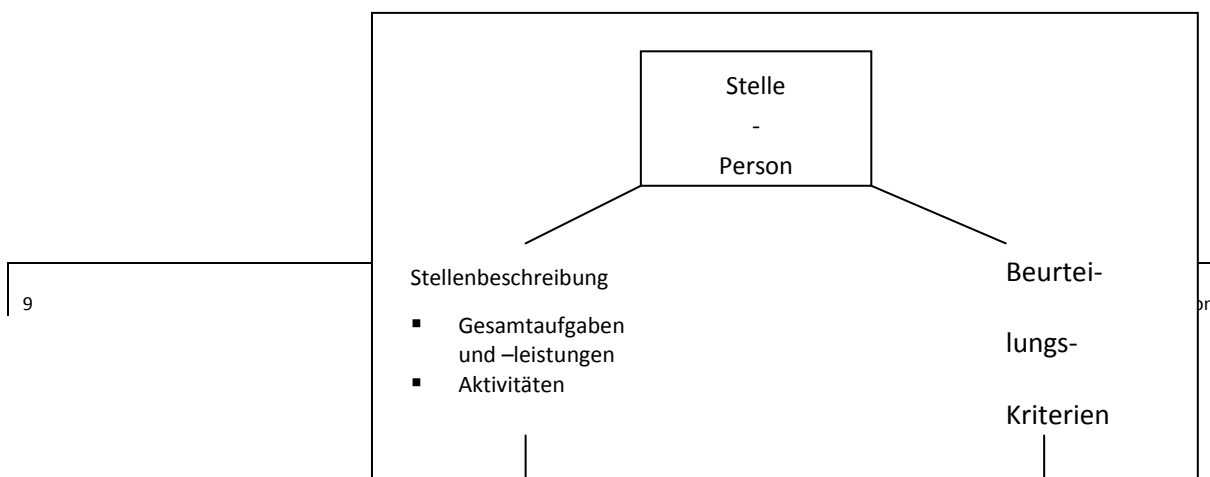 Stelle
-
Person
Stellenbeschreibung
▪ Gesamtaufgaben
und –leistungen
▪ Aktivitäten
Beurtei-
lungs-
Kriterien
9